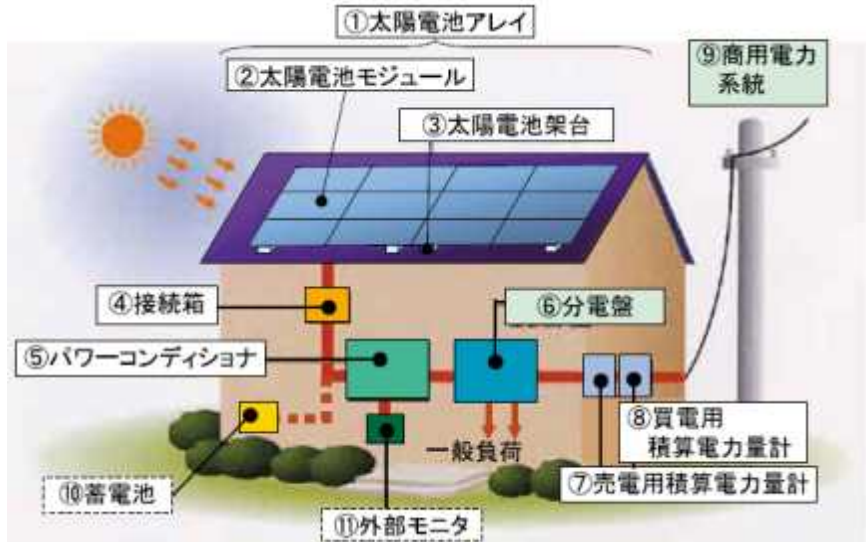 ①太陽電池アレイ
⑨商用電力
系統
②太陽電池モジュール
③太陽電池架台
④接続箱
⑥分電盤
⑤パワーコンディショナ
⑧買電用
積算電力量計
一般負荷
⑦売電用積算電力量計
⑩蓄電池
⑪外部モニタ